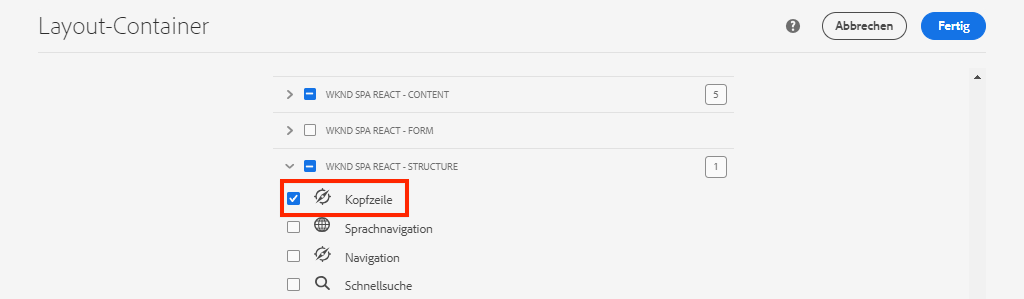 Layout-Container
Abbrechen
Fertig
WKND SPA REACT - CONTENT
5
WKND SPA REACT - FORM
WKND SPA REACT - STRUCTURE
1
Kopfzeile
Sprachnavigation
Navigation
Schnellsuche